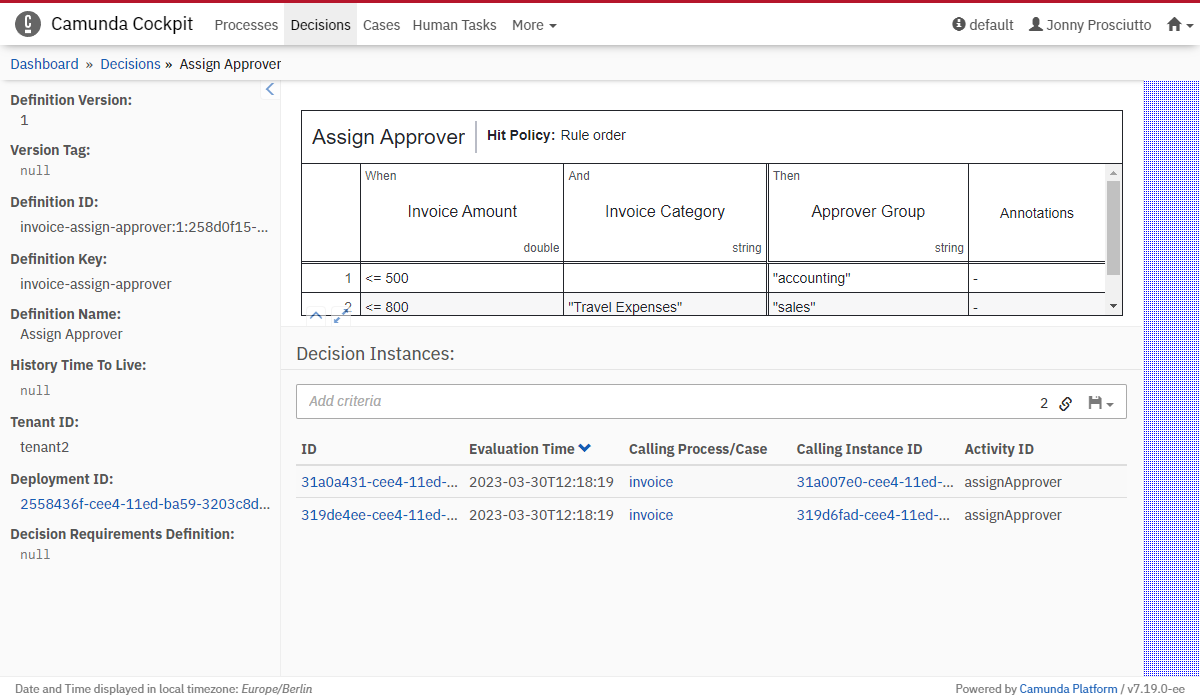 Camunda Cockpit Processes Decisions Cases Human Tasks More default Jonny Prosciutto
Dashboard » Decisions » Assign Approver
Definition Version:
1
Version Tag:
null
Definition ID:
invoice-assign-approver:1:258d0f15-...
Definition Key:
invoice-assign-approver
Definition Name:
Assign Approver
History Time To Live:
null
Tenant ID:
tenant2
Deployment ID:
2558436f-cee4-11ed-ba59-3203c8d...
Decision Requirements Definition:
null
Assign Approver Hit Policy: Rule order
When And Then
Invoice Amount Invoice Category Approver Group Annotations
double string string
1 <= 500 "accounting" -
2 <= 800 "Travel Expenses" "sales" -
Decision Instances:
Add criteria 2
ID Evaluation Time Calling Process/Case Calling Instance ID Activity ID
31a0a431-cee4-11ed-... 2023-03-30T12:18:19 invoice 31a007e0-cee4-11ed-... assignApprover
319de4ee-cee4-11ed-... 2023-03-30T12:18:19 invoice 319d6fad-cee4-11ed-... assignApprover
Date and Time displayed in local timezone: Europe/Berlin Powered by Camunda Platform / v7.19.0-ee